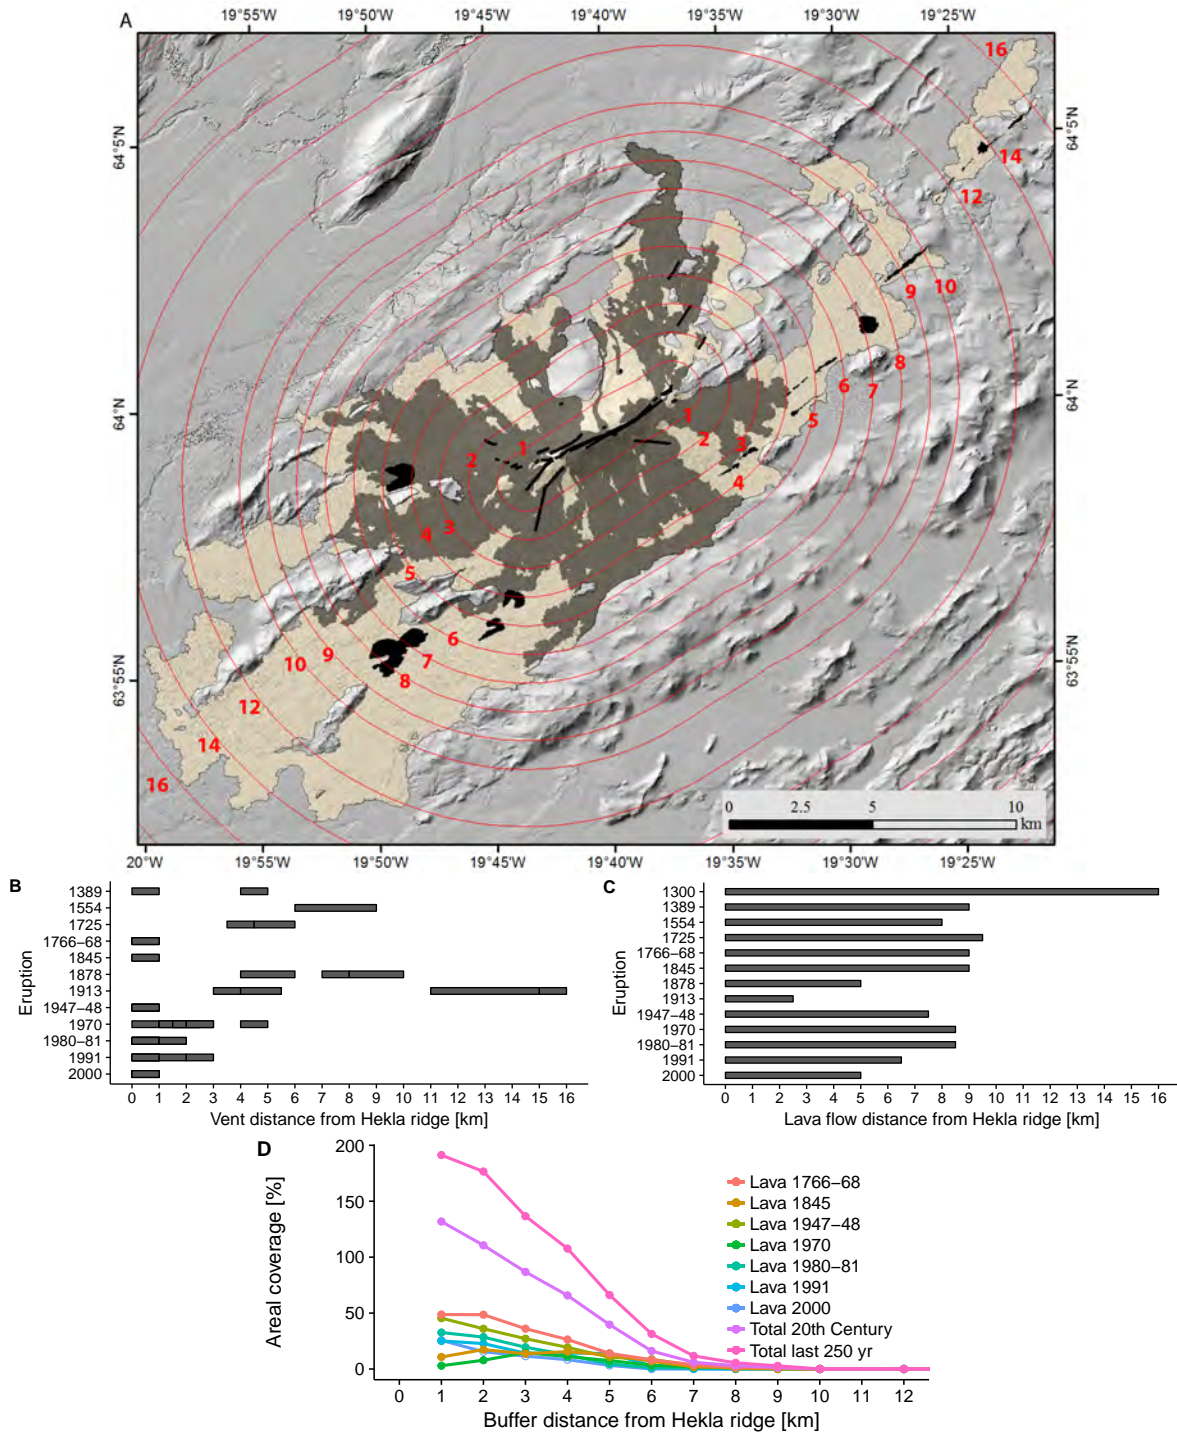 A
19°55'W 19°50'W 19°45'W 19°40'W 19°35'W 19°30'W 19°25'W
16
64°5'N 64°5'N
14
12
9 10
8
6 7
5
64°N 64°N
1
2 3
4
1
2
3
4
5
6
7
8
9
10
12
14
16
63°55'N 63°55'N
0 2.5 5 10
km
20°W 19°55'W 19°50'W 19°45'W 19°40'W 19°35'W 19°30'W 19°25'W
B
Eruption
1389
1554
1725
1766–68
1845
1878
1913
1947–48
1970
1980–81
1991
2000
0 1 2 3 4 5 6 7 8 9 10 11 12 13 14 15 16
Vent distance from Hekla ridge [km]
C
Eruption
1300
1389
1554
1725
1766–68
1845
1878
1913
1947–48
1970
1980–81
1991
2000
0 1 2 3 4 5 6 7 8 9 10 11 12 13 14 15 16
Lava flow distance from Hekla ridge [km]
D
Areal coverage [%]
200
150
100
50
0
Lava 1766–68
Lava 1845
Lava 1947–48
Lava 1970
Lava 1980–81
Lava 1991
Lava 2000
Total 20th Century
Total last 250 yr
0 1 2 3 4 5 6 7 8 9 10 11 12
Buffer distance from Hekla ridge [km]